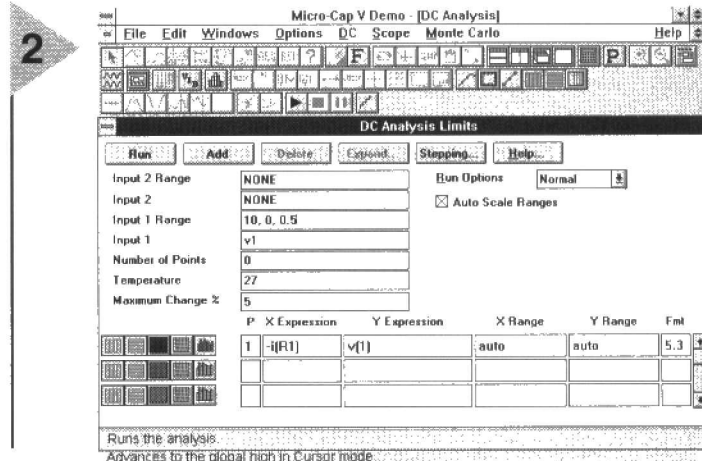 2
Micro-Cap V Demo - [DC Analysis]
File Edit Windows Options DC Scope Monte Carlo Help
? F P
DC Analysis Limits
Run Add Delete Expand... Stepping... Help...
Input 2 Range NONE Run Options Normal
Input 2 NONE Auto Scale Ranges
Input 1 Range 10, 0, 0.5
Input 1 v1
Number of Points 0
Temperature 27
Maximum Change % 5
P X Expression Y Expression X Range Y Range Fmt
1 -i(R1) v(1) auto auto 5.3
Runs the analysis
Advances to the global high in Cursor mode